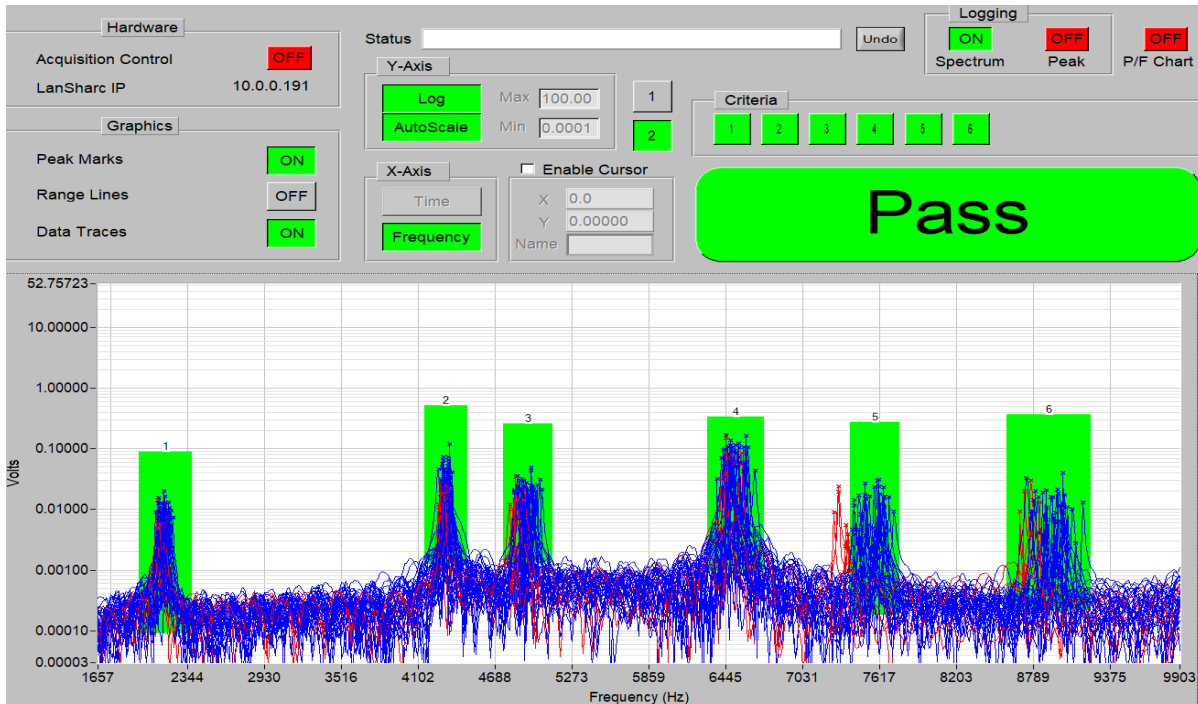 Hardware
Acquisition Control OFF
LanSharc IP 10.0.0.191
Graphics
Peak Marks ON
Range Lines OFF
Data Traces ON
Status Undo
Y-Axis
Log Max 100.00
AutoScale Min 0.0001
1
2
X-Axis
Time
Frequency
Enable Cursor
X 0.0
Y 0.00000
Name
Logging
ON OFF OFF
Spectrum Peak P/F Chart
Criteria
1 2 3 4 5 6
Pass
52.75723
10.00000
1.00000
0.10000
0.01000
0.00100
0.00010
0.00003
Volts
1 2 3 4 5 6
1657 2344 2930 3516 4102 4688 5273 5859 6445 7031 7617 8203 8789 9375 9903
Frequency (Hz)